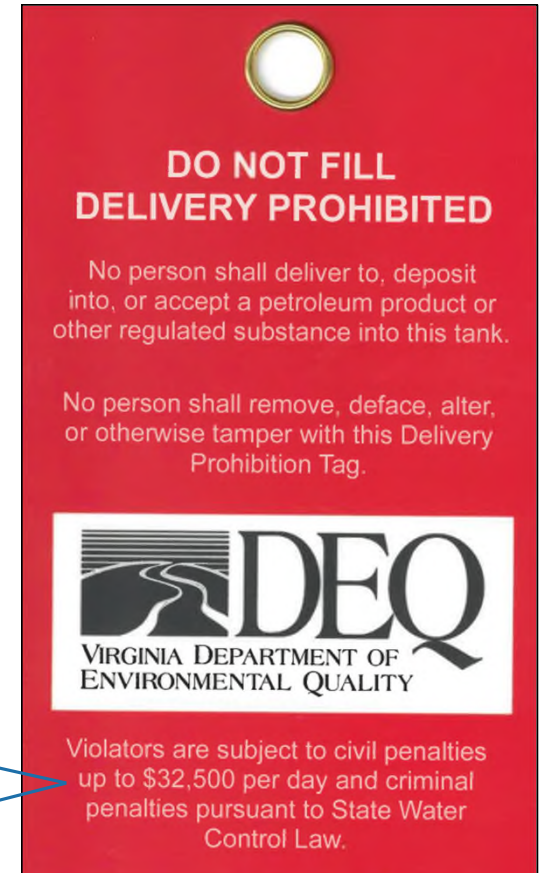 DO NOT FILL
DELIVERY PROHIBITED
No person shall deliver to, deposit
into, or accept a petroleum product or
other regulated substance into this tank.
No person shall remove, deface, alter,
or otherwise tamper with this Delivery
Prohibition Tag.
DEQ
VIRGINIA DEPARTMENT OF
ENVIRONMENTAL QUALITY
Violators are subject to civil penalties
up to $32,500 per day and criminal
penalties pursuant to State Water
Control Law.